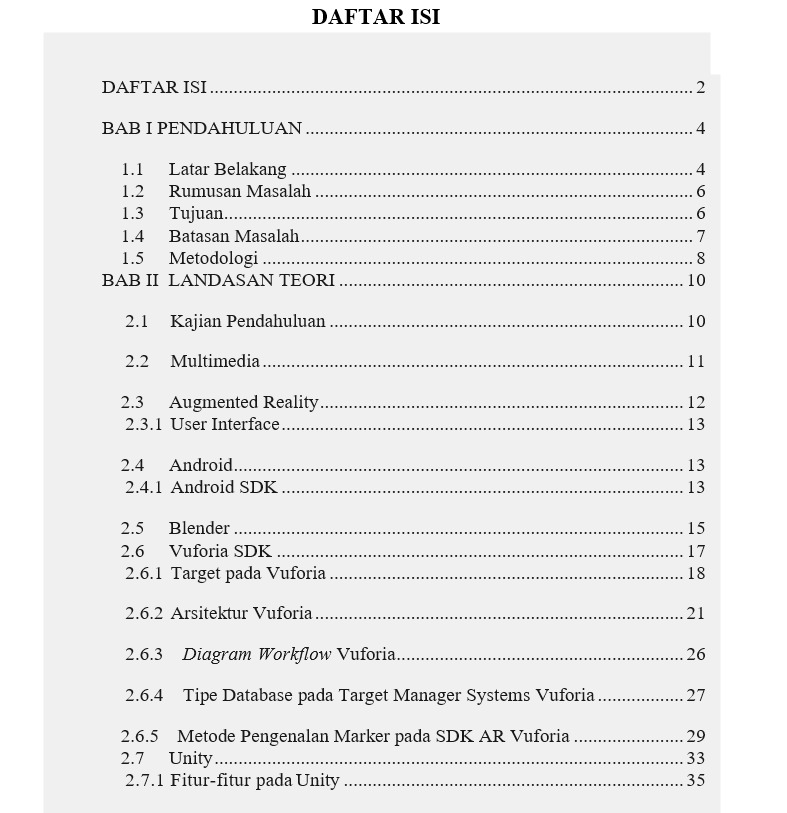 DAFTAR ISI
DAFTAR ISI ........ 2
BAB I PENDAHULUAN ........ 4
1.1 Latar Belakang ........ 4
1.2 Rumusan Masalah ........ 6
1.3 Tujuan ........ 6
1.4 Batasan Masalah ........ 7
1.5 Metodologi ........ 8
BAB II LANDASAN TEORI ........ 10
2.1 Kajian Pendahuluan ........ 10
2.2 Multimedia ........ 11
2.3 Augmented Reality ........ 12
2.3.1 User Interface ........ 13
2.4 Android ........ 13
2.4.1 Android SDK ........ 13
2.5 Blender ........ 15
2.6 Vuforia SDK ........ 17
2.6.1 Target pada Vuforia ........ 18
2.6.2 Arsitektur Vuforia ........ 21
2.6.3 Diagram Workflow Vuforia ........ 26
2.6.4 Tipe Database pada Target Manager Systems Vuforia ........ 27
2.6.5 Metode Pengenalan Marker pada SDK AR Vuforia ........ 29
2.7 Unity ........ 33
2.7.1 Fitur-fitur pada Unity ........ 35